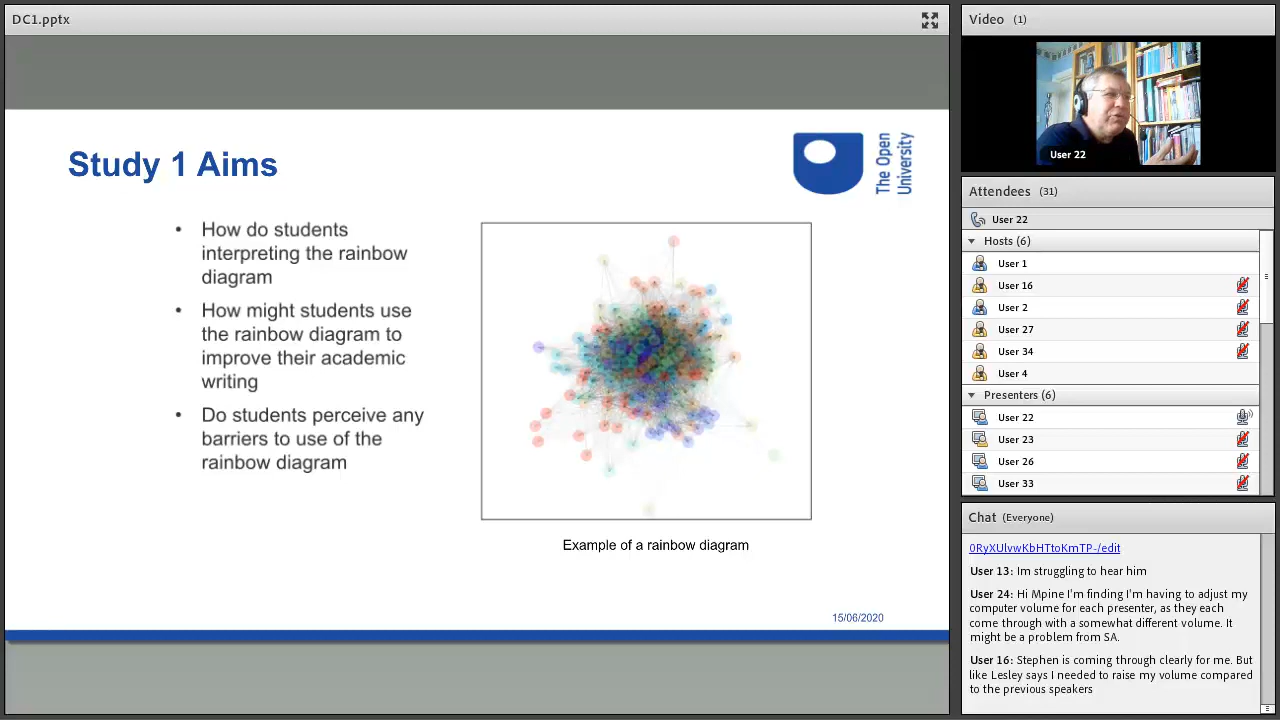 DC1.pptx
Study 1 Aims
The Open
University
• How do students
interpreting the rainbow
diagram
• How might students use
the rainbow diagram to
improve their academic
writing
• Do students perceive any
barriers to use of the
rainbow diagram
Example of a rainbow diagram
15/06/2020
Video (1)
User 22
Attendees (31)
User 22
Hosts (6)
User 1
User 16
User 2
User 27
User 34
User 4
Presenters (6)
User 22
User 23
User 26
User 33
Chat (Everyone)
0RyXUlvwKbHTtoKmTP-/edit
User 13: Im struggling to hear him
User 24: Hi Mpine I'm finding I'm having to adjust my
computer volume for each presenter, as they each
come through with a somewhat different volume. It
might be a problem from SA.
User 16: Stephen is coming through clearly for me. But
like Lesley says I needed to raise my volume compared
to the previous speakers